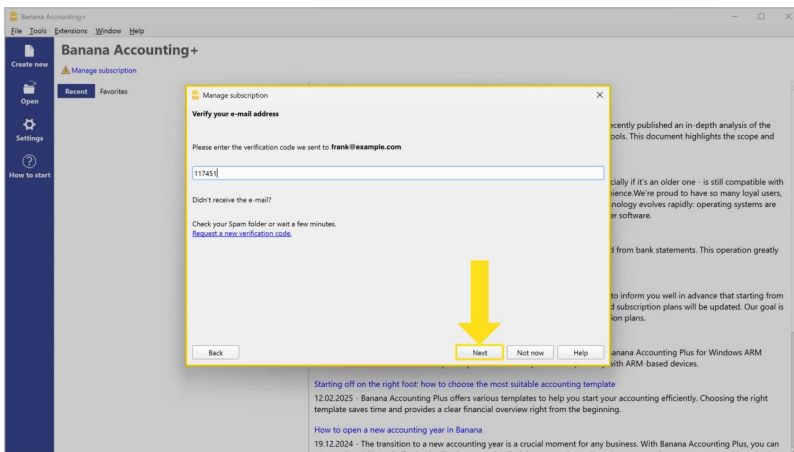 Banana Accounting+
File Tools Extensions Window Help
Banana Accounting+
Create new
Manage subscription
Recent Favorites
Open
Settings
How to start
Manage subscription
Verify your e-mail address
Please enter the verification code we sent to frank@example.com
117451
Didn't receive the e-mail?
Check your Spam folder or wait a few minutes.
Request a new verification code.
Back Next Not now Help
ecently published an in-depth analysis of the
ools. This document highlights the scope and
cially if it's an older one - is still compatible with
ience.We're proud to have so many loyal users,
nology evolves rapidly: operating systems are
er software.
d from bank statements. This operation greatly
to inform you well in advance that starting from
d subscription plans will be updated. Our goal is
ion plans.
anana Accounting Plus for Windows ARM
with ARM-based devices.
Starting off on the right foot: how to choose the most suitable accounting template
12.02.2025 - Banana Accounting Plus offers various templates to help you start your accounting efficiently. Choosing the right
template saves time and provides a clear financial overview right from the beginning.
How to open a new accounting year in Banana
19.12.2024 - The transition to a new accounting year is a crucial moment for any business. With Banana Accounting Plus, you can